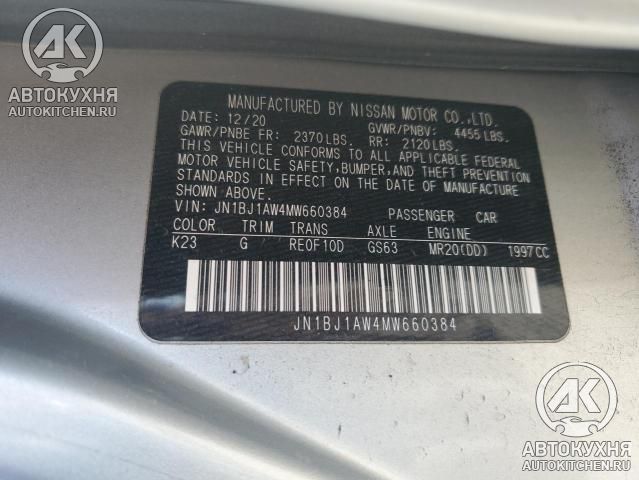 АК
АВТОКУХНЯ
AUTOKITCHEN.RU
MANUFACTURED BY NISSAN MOTOR CO.,LTD.
DATE: 12/20 GVWR/PNBV: 4455LBS.
GAWR/PNBE FR: 2370LBS. RR: 2120LBS.
THIS VEHICLE CONFORMS TO ALL APPLICABLE FEDERAL
MOTOR VEHICLE SAFETY,BUMPER,AND THEFT PREVENTION
STANDARDS IN EFFECT ON THE DATE OF MANUFACTURE
SHOWN ABOVE.
VIN: JN1BJ1AW4MW660384 PASSENGER CAR
COLOR TRIM TRANS AXLE ENGINE
K23 G RE0F10D GS63 MR20(DD) 1997CC
JN1BJ1AW4MW660384
АК
АВТОКУХНЯ
AUTOKITCHEN.RU